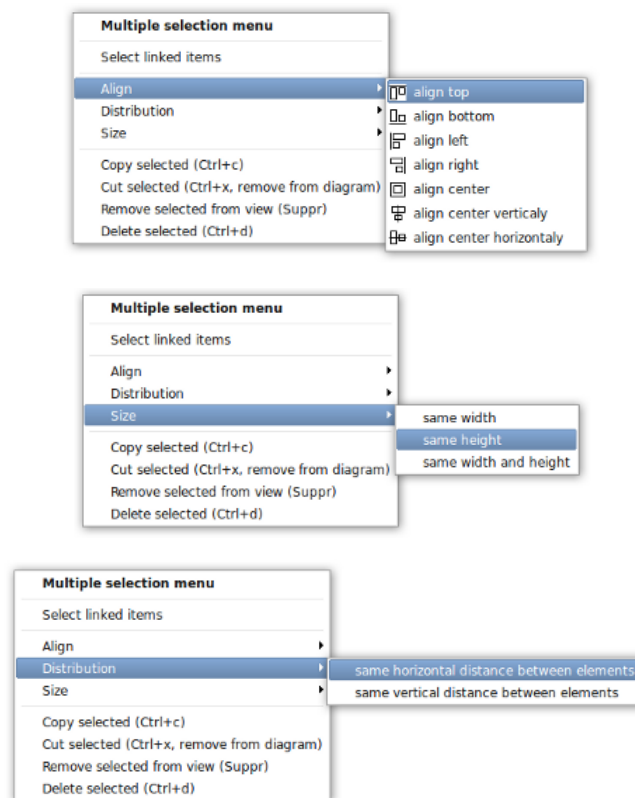 Multiple selection menu
Select linked items
Align
Distribution
Size
Copy selected (Ctrl+c)
Cut selected (Ctrl+x, remove from diagram)
Remove selected from view (Suppr)
Delete selected (Ctrl+d)
align top
align bottom
align left
align right
align center
align center verticaly
align center horizontaly
Multiple selection menu
Select linked items
Align
Distribution
Size
Copy selected (Ctrl+c)
Cut selected (Ctrl+x, remove from diagram)
Remove selected from view (Suppr)
Delete selected (Ctrl+d)
same width
same height
same width and height
Multiple selection menu
Select linked items
Align
Distribution
Size
Copy selected (Ctrl+c)
Cut selected (Ctrl+x, remove from diagram)
Remove selected from view (Suppr)
Delete selected (Ctrl+d)
same horizontal distance between elements
same vertical distance between elements